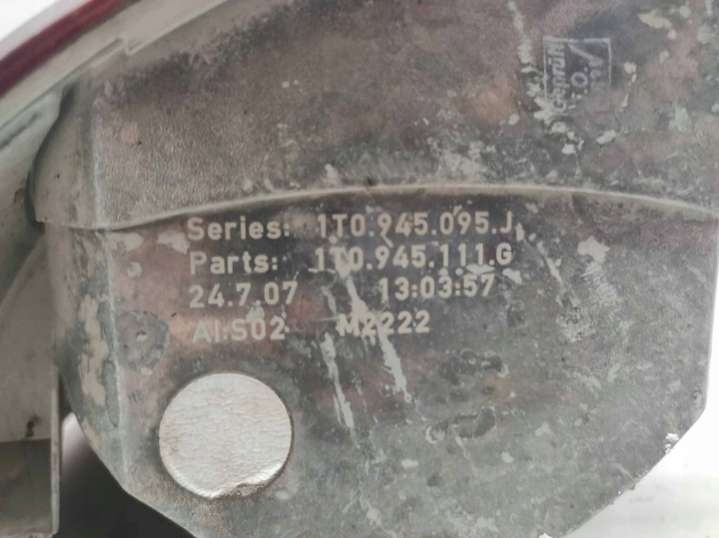 Series: 1T0.945.095.J
Parts: 1T0.945.111.G
24.7.07 13:03:57
AI.S02 M2222